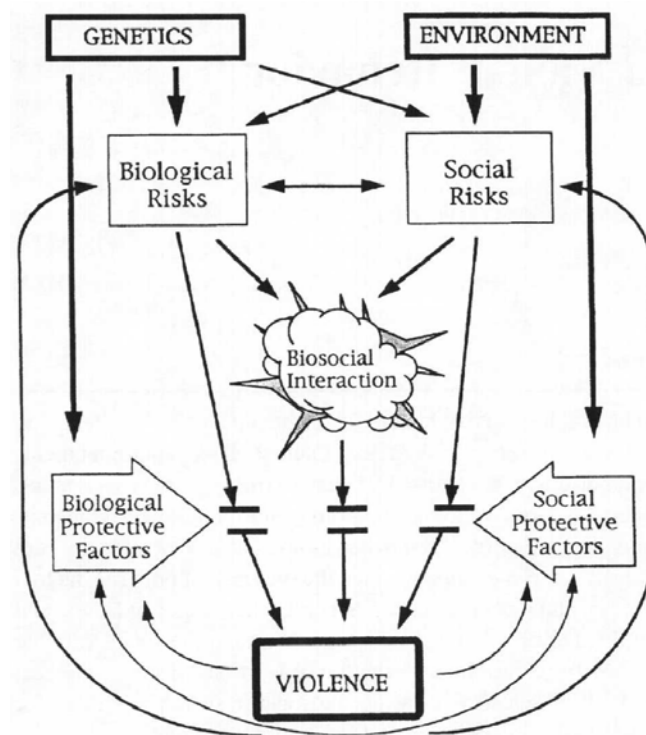 GENETICS
ENVIRONMENT
Biological
Risks
Social
Risks
Biosocial
Interaction
Biological
Protective
Factors
Social
Protective
Factors
VIOLENCE